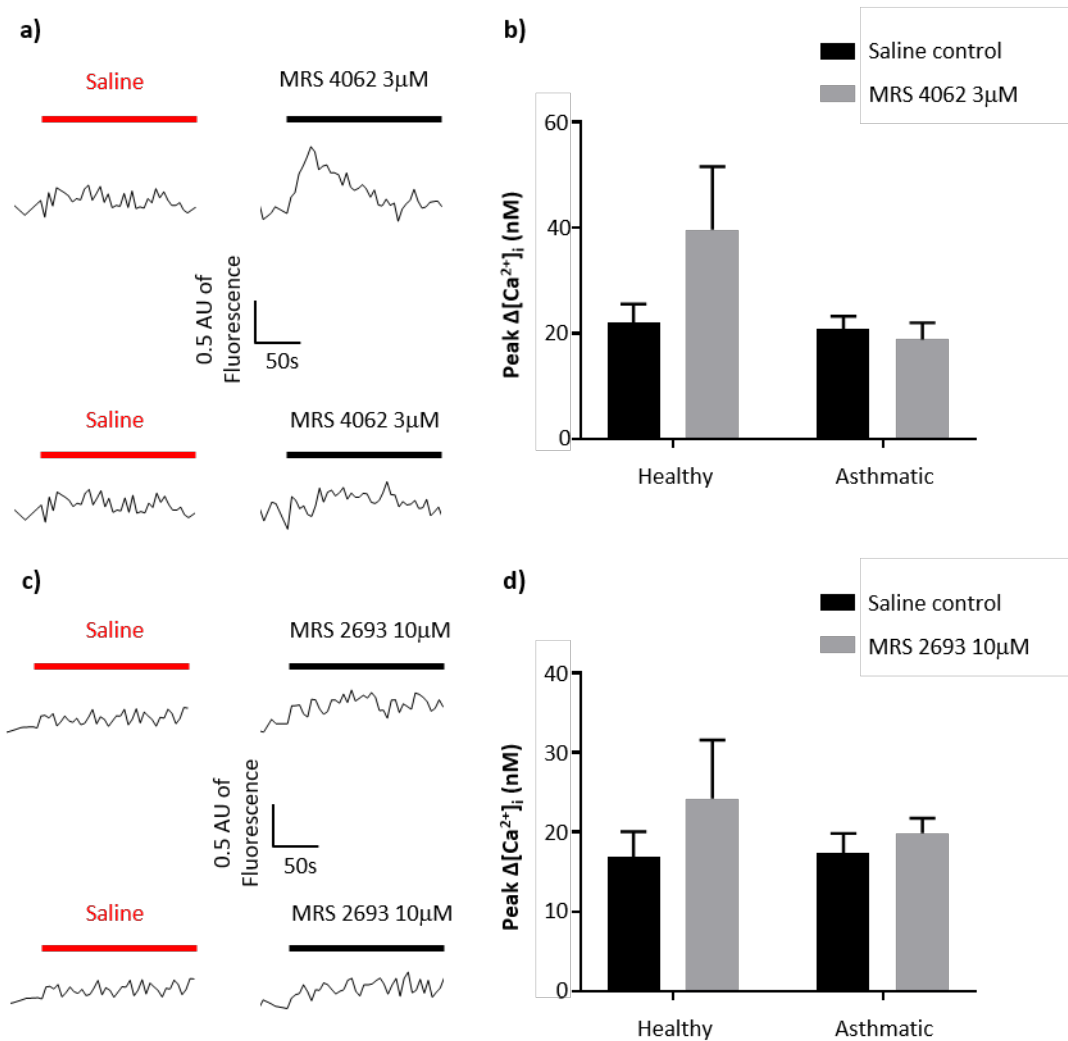 a)
Saline
MRS 4062 3μM
0.5 AU of
Fluorescence
50s
Saline
MRS 4062 3μM
b)
Saline control
MRS 4062 3μM
Peak Δ[Ca²⁺]ᵢ (nM)
60
40
20
0
Healthy
Asthmatic
c)
Saline
MRS 2693 10μM
0.5 AU of
Fluorescence
50s
Saline
MRS 2693 10μM
d)
Saline control
MRS 2693 10μM
Peak Δ[Ca²⁺]ᵢ (nM)
40
30
20
10
0
Healthy
Asthmatic